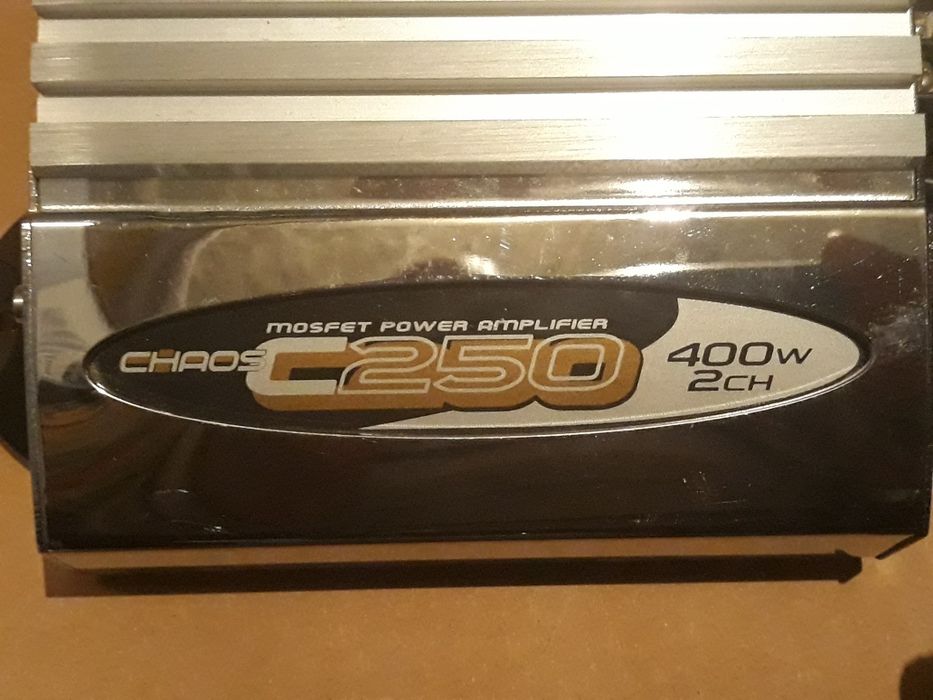 MOSFET POWER AMPLIFIER
CHAOS C250
400W
2CH